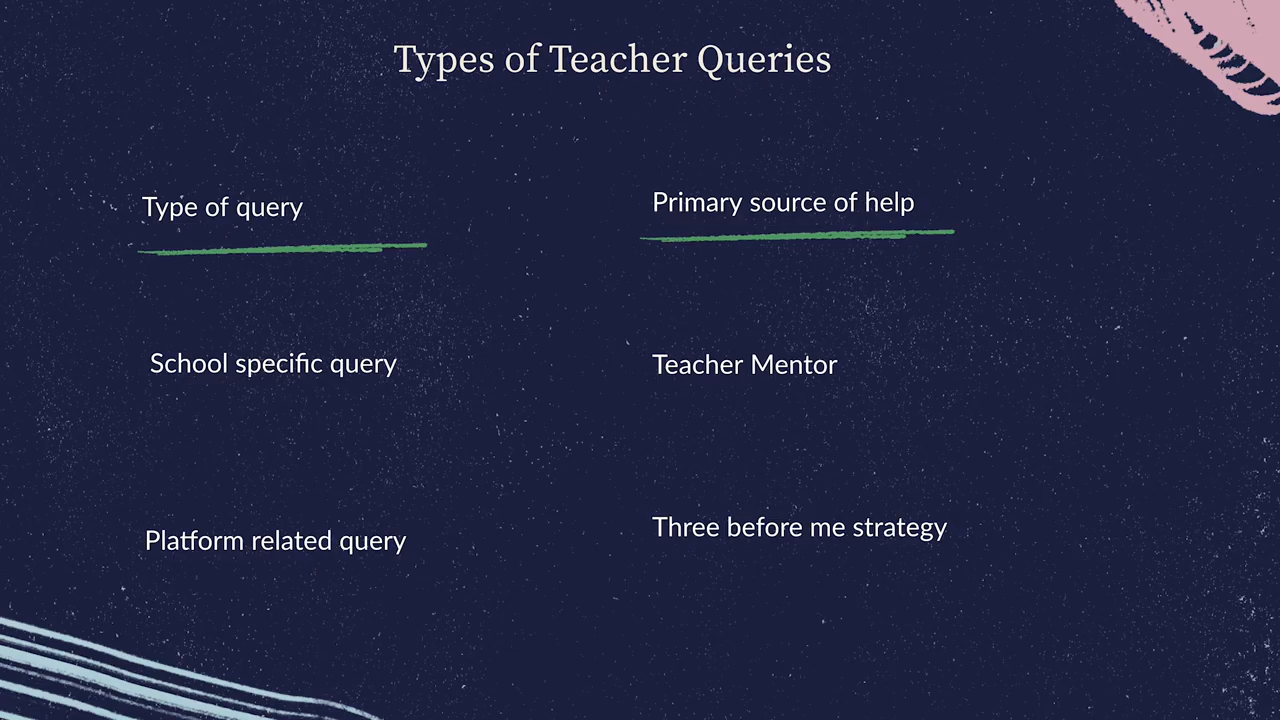 Types of Teacher Queries
Type of query
Primary source of help
School specific query
Teacher Mentor
Platform related query
Three before me strategy